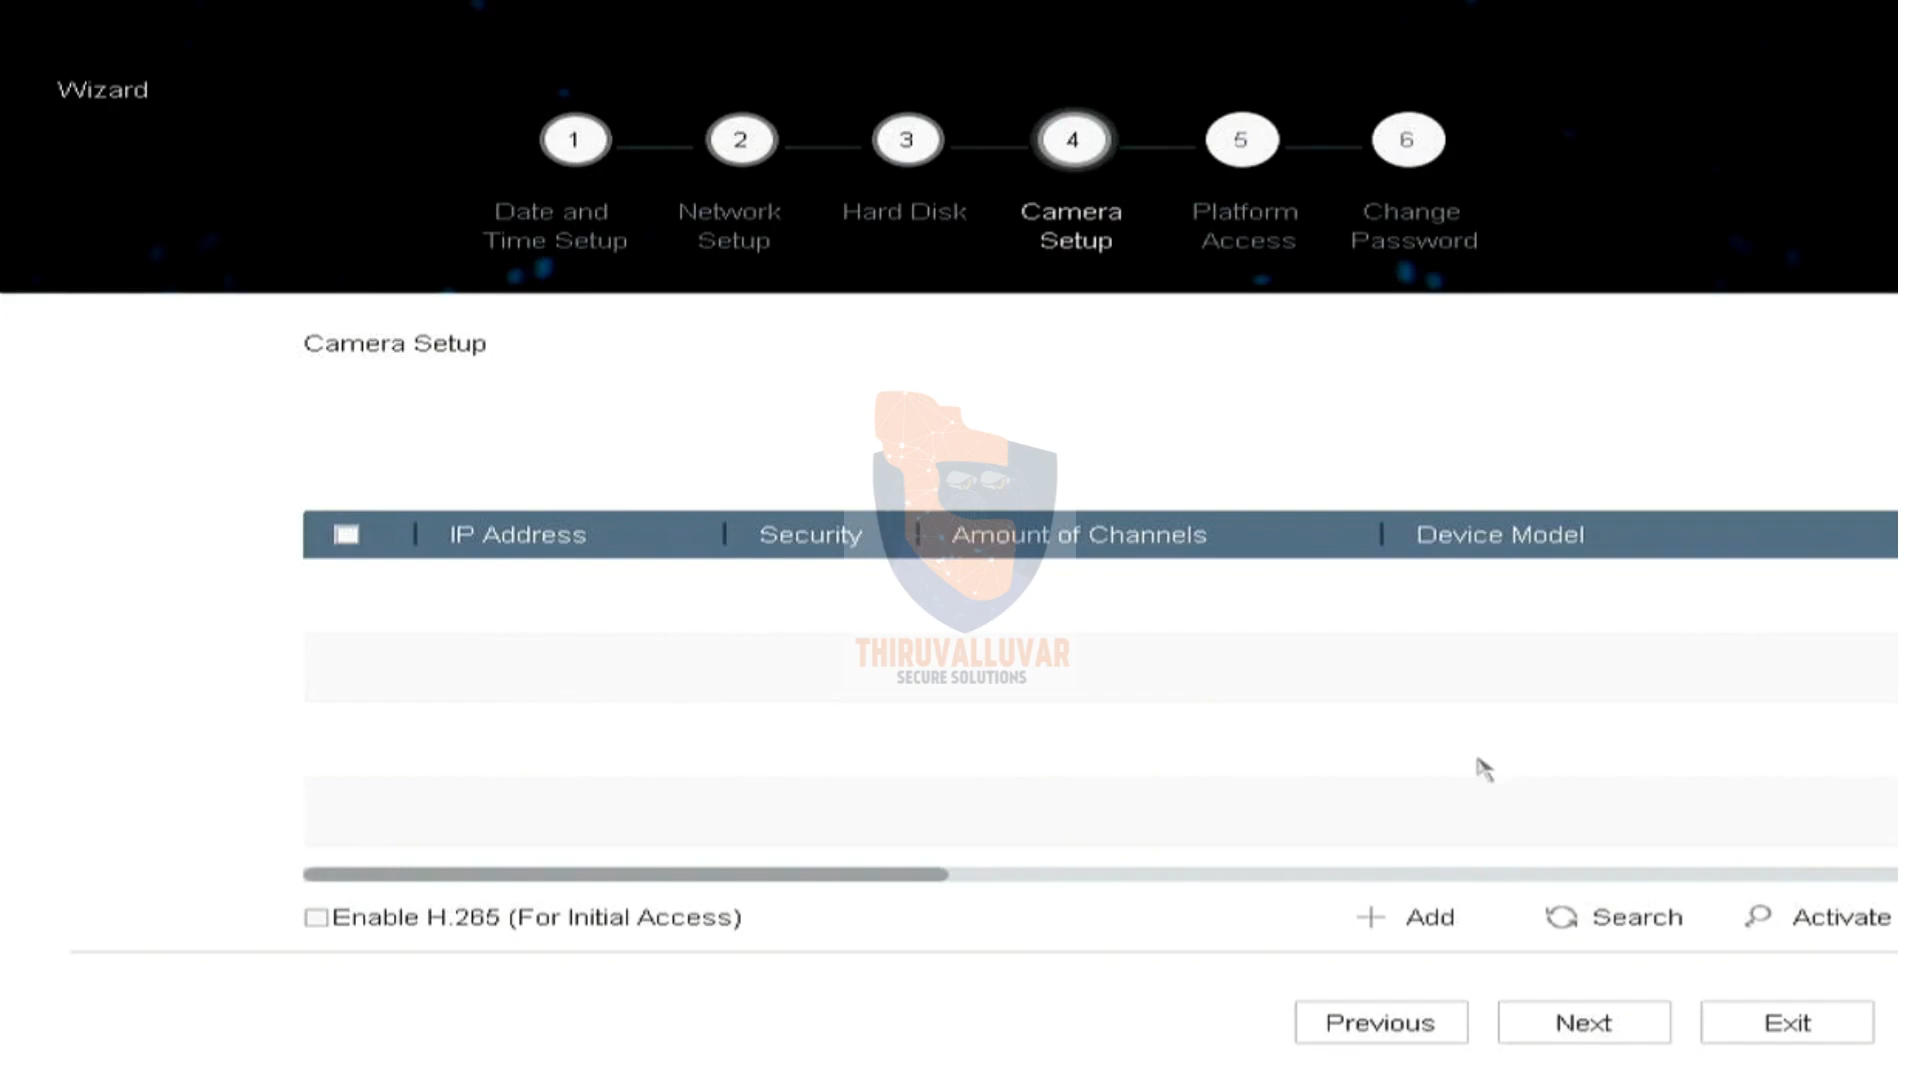 Wizard
1 2 3 4 5 6
Date and Time Setup
Network Setup
Hard Disk
Camera Setup
Platform Access
Change Password
Camera Setup
IP Address Security Amount of Channels Device Model
THIRUVALLUVAR
SECURE SOLUTIONS
Enable H.265 (For Initial Access) Add Search Activate
Previous Next Exit